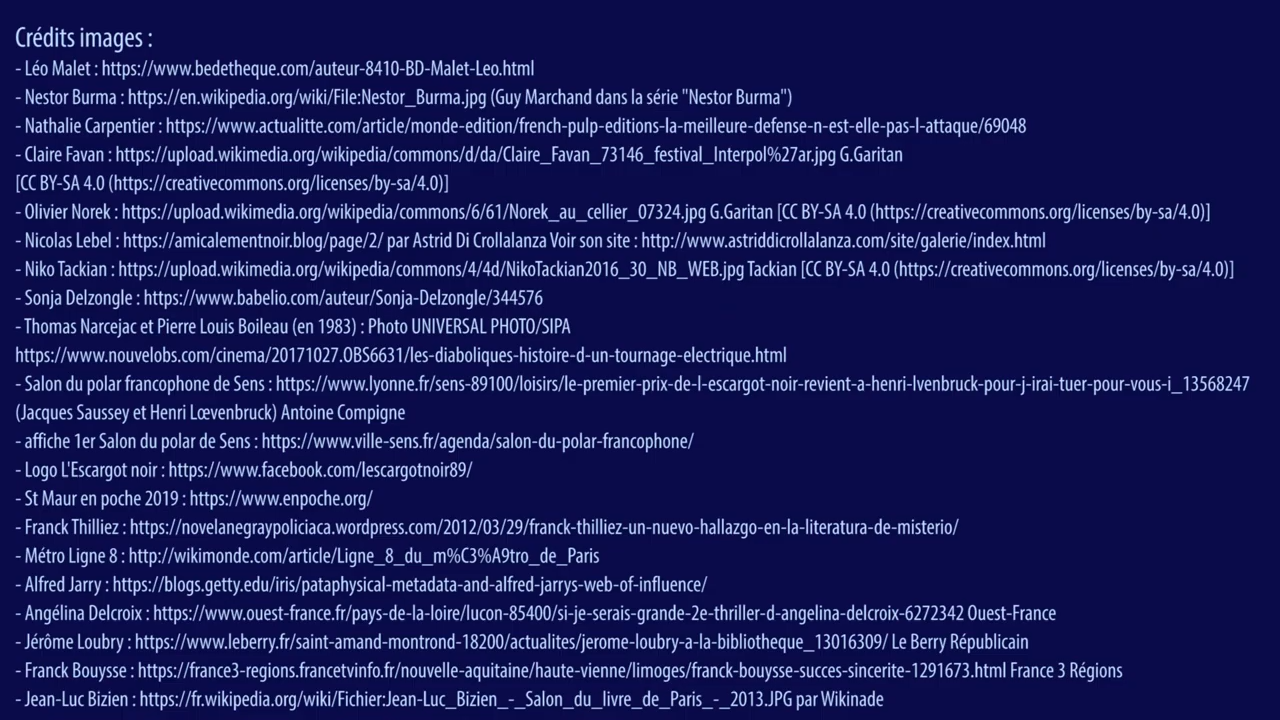 Crédits images :
- Léo Malet : https://www.bedetheque.com/auteur-8410-BD-Malet-Leo.html
- Nestor Burma : https://en.wikipedia.org/wiki/File:Nestor_Burma.jpg (Guy Marchand dans la série "Nestor Burma")
- Nathalie Carpentier : https://www.actualitte.com/article/monde-edition/french-pulp-editions-la-meilleure-defense-n-est-elle-pas-l-attaque/69048
- Claire Favan : https://upload.wikimedia.org/wikipedia/commons/d/da/Claire_Favan_73146_festival_Interpol%27ar.jpg G.Garitan
[CC BY-SA 4.0 (https://creativecommons.org/licenses/by-sa/4.0)]
- Olivier Norek : https://upload.wikimedia.org/wikipedia/commons/6/61/Norek_au_cellier_07324.jpg G.Garitan [CC BY-SA 4.0 (https://creativecommons.org/licenses/by-sa/4.0)]
- Nicolas Lebel : https://amicalementnoir.blog/page/2/ par Astrid Di Crollalanza Voir son site : http://www.astriddicrollalanza.com/site/galerie/index.html
- Niko Tackian : https://upload.wikimedia.org/wikipedia/commons/4/4d/NikoTackian2016_30_NB_WEB.jpg Tackian [CC BY-SA 4.0 (https://creativecommons.org/licenses/by-sa/4.0)]
- Sonja Delzongle : https://www.babelio.com/auteur/Sonja-Delzongle/344576
- Thomas Narcejac et Pierre Louis Boileau (en 1983) : Photo UNIVERSAL PHOTO/SIPA
https://www.nouvelobs.com/cinema/20171027.OBS6631/les-diaboliques-histoire-d-un-tournage-electrique.html
- Salon du polar francophone de Sens : https://www.lyonne.fr/sens-89100/loisirs/le-premier-prix-de-l-escargot-noir-revient-a-henri-lvenbruck-pour-j-irai-tuer-pour-vous-i_13568247
(Jacques Saussey et Henri Lœvenbruck) Antoine Compigne
- affiche 1er Salon du polar de Sens : https://www.ville-sens.fr/agenda/salon-du-polar-francophone/
- Logo L'Escargot noir : https://www.facebook.com/lescargotnoir89/
- St Maur en poche 2019 : https://www.enpoche.org/
- Franck Thilliez : https://novelanegraypoliciaca.wordpress.com/2012/03/29/franck-thilliez-un-nuevo-hallazgo-en-la-literatura-de-misterio/
- Métro Ligne 8 : http://wikimonde.com/article/Ligne_8_du_m%C3%A9tro_de_Paris
- Alfred Jarry : https://blogs.getty.edu/iris/pataphysical-metadata-and-alfred-jarrys-web-of-influence/
- Angélina Delcroix : https://www.ouest-france.fr/pays-de-la-loire/lucon-85400/si-je-serais-grande-2e-thriller-d-angelina-delcroix-6272342 Ouest-France
- Jérôme Loubry : https://www.leberry.fr/saint-amand-montrond-18200/actualites/jerome-loubry-a-la-bibliotheque_13016309/ Le Berry Républicain
- Franck Bouysse : https://france3-regions.francetvinfo.fr/nouvelle-aquitaine/haute-vienne/limoges/franck-bouysse-succes-sincerite-1291673.html France 3 Régions
- Jean-Luc Bizien : https://fr.wikipedia.org/wiki/Fichier:Jean-Luc_Bizien_-_Salon_du_livre_de_Paris_-_2013.JPG par Wikinade